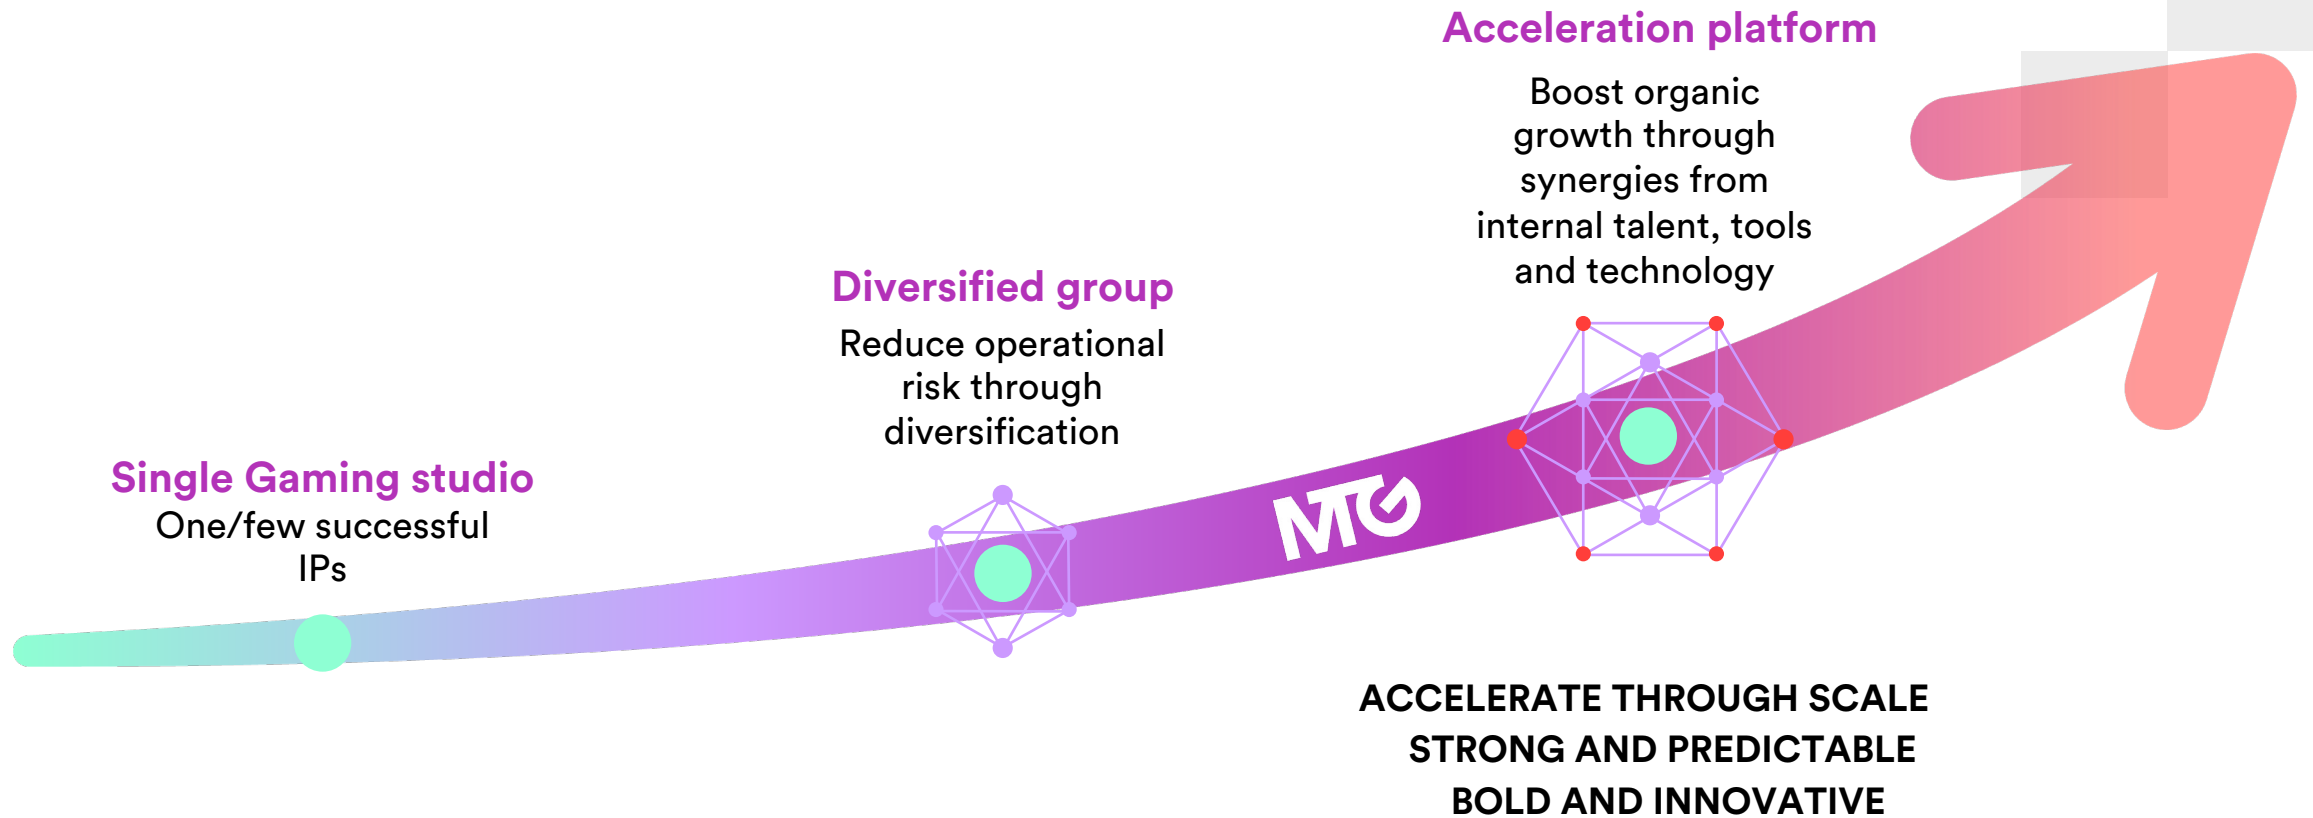 Single Gaming studio
One/few successful
IPs
Diversified group
Reduce operational
risk through
diversification
MTG
Acceleration platform
Boost organic
growth through
synergies from
internal talent, tools
and technology
ACCELERATE THROUGH SCALE
STRONG AND PREDICTABLE
BOLD AND INNOVATIVE